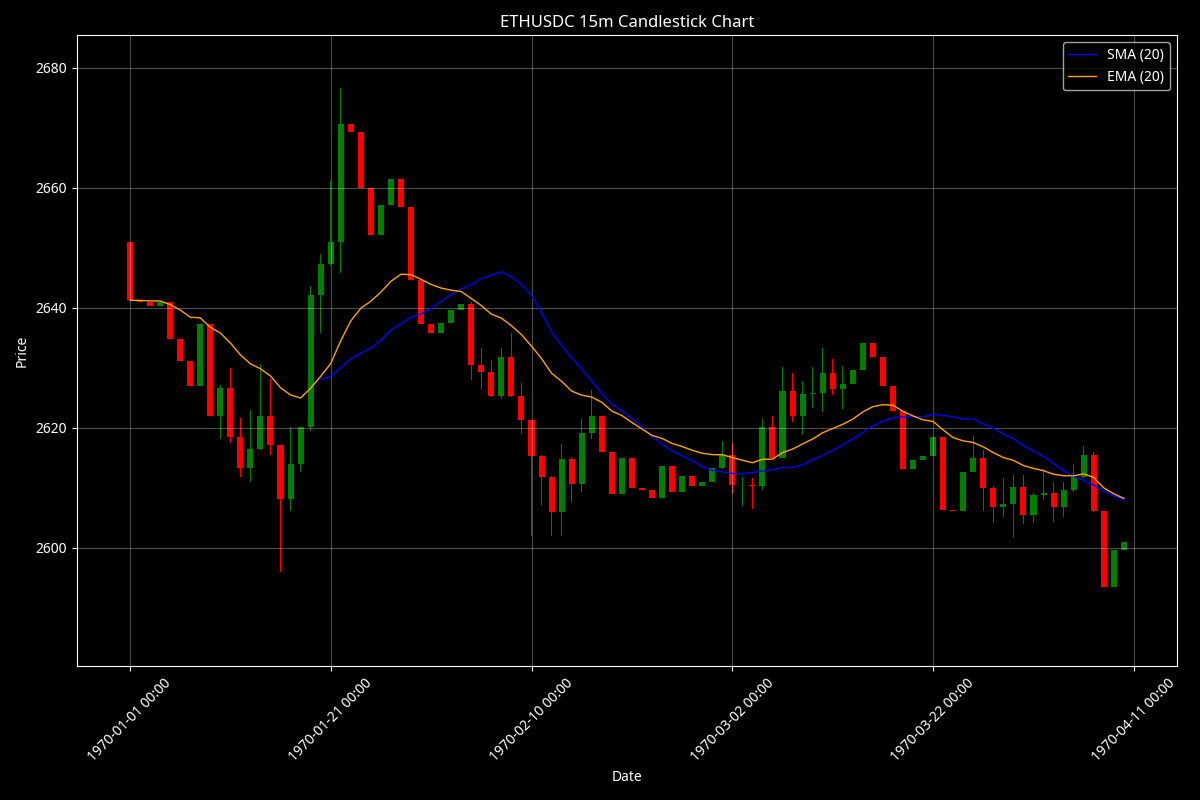 ETHUSDC 15m Candlestick Chart
SMA (20)
EMA (20)
Price
2680
2660
2640
2620
2600
1970-01-01 00:00
1970-01-21 00:00
1970-02-10 00:00
1970-03-02 00:00
1970-03-22 00:00
1970-04-11 00:00
Date